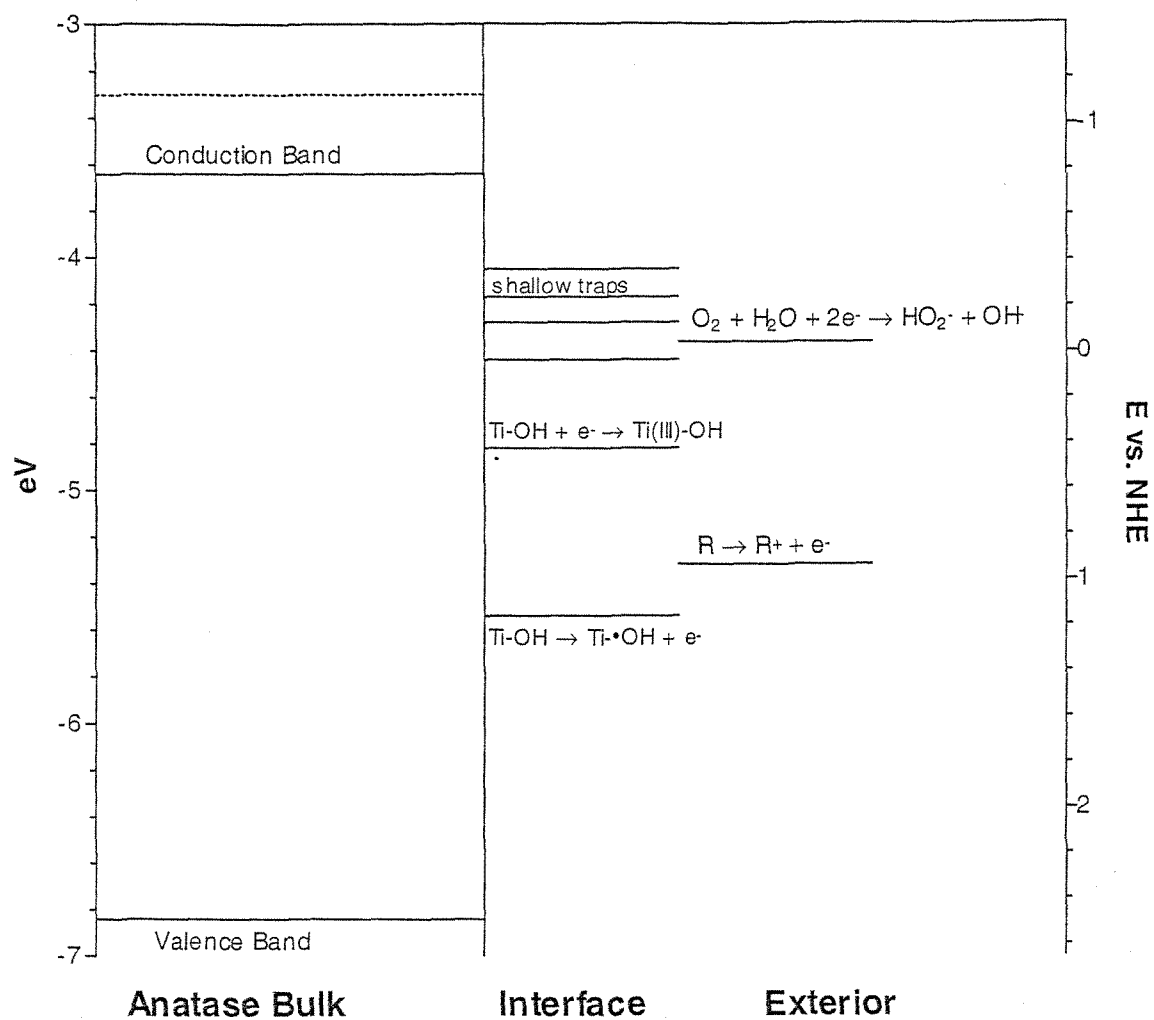 -3
-4
-5
-6
-7
eV
Conduction Band
Valence Band
shallow traps
O₂ + H₂O + 2e⁻ → HO₂⁻ + OH⁻
Ti-OH + e⁻ → Ti(III)-OH
R → R⁺ + e⁻
Ti-OH → Ti-•OH + e⁻
-1
0
1
2
E vs. NHE
Anatase Bulk
Interface
Exterior